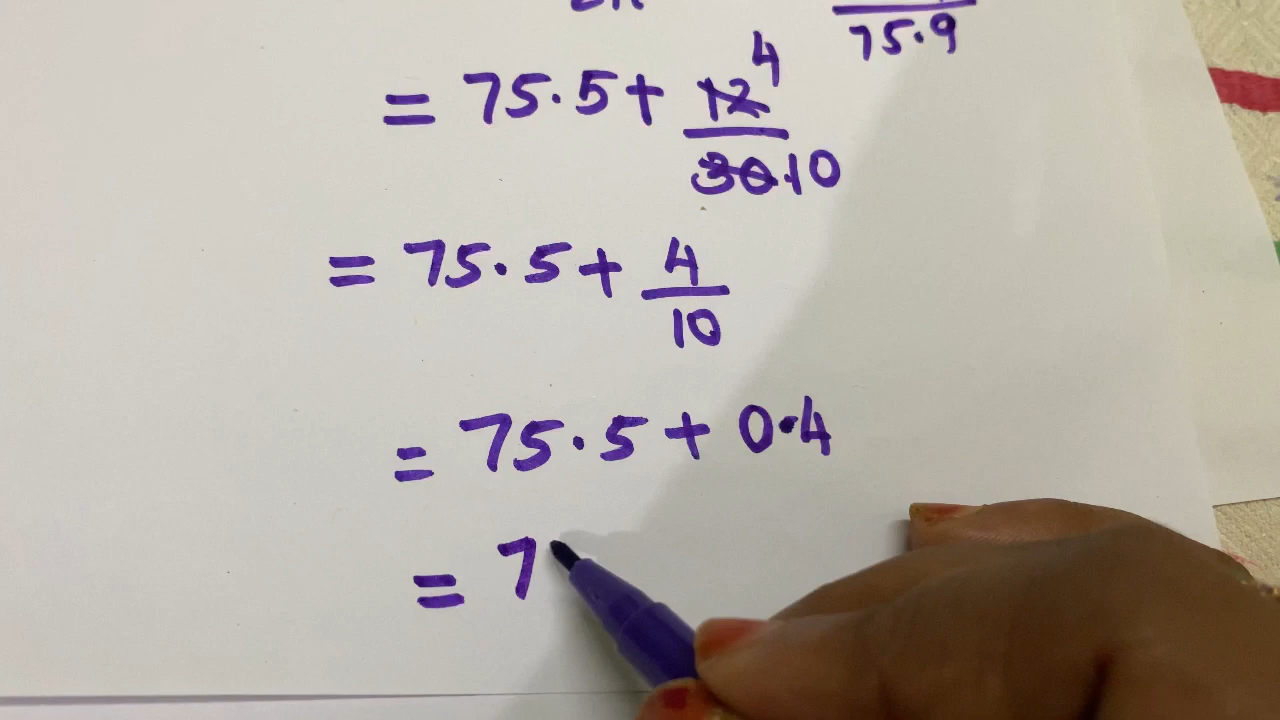 75.9
= 75.5 + 12 4 / 30 10
= 75.5 + 4 / 10
= 75.5 + 0.4
= 7